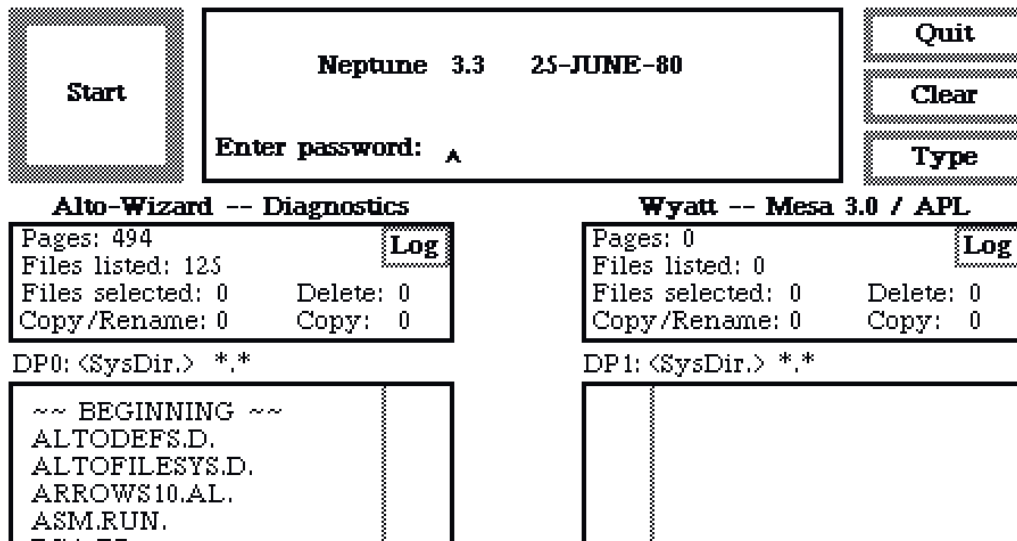 Start
Neptune 3.3 25-JUNE-80
Enter password:
Quit
Clear
Type
Alto-Wizard -- Diagnostics
Pages: 494
Log
Files listed: 125
Files selected: 0 Delete: 0
Copy/Rename: 0 Copy: 0
DP0: <SysDir.> *.*
~~ BEGINNING ~~
ALTODEFS.D.
ALTOFILESYS.D.
ARROWS10.AL.
ASM.RUN.
Wyatt -- Mesa 3.0 / APL
Pages: 0
Log
Files listed: 0
Files selected: 0 Delete: 0
Copy/Rename: 0 Copy: 0
DP1: <SysDir.> *.*